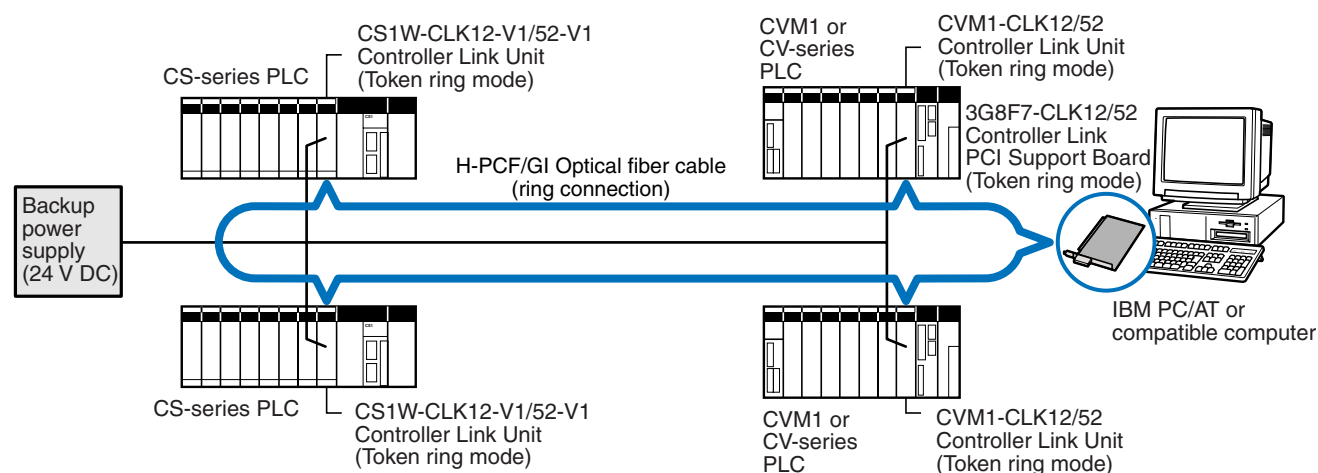 CS1W-CLK12-V1/52-V1
Controller Link Unit
(Token ring mode)
CS-series PLC
CVM1 or
CV-series
PLC
CVM1-CLK12/52
Controller Link Unit
(Token ring mode)
3G8F7-CLK12/52
Controller Link
PCI Support Board
(Token ring mode)
H-PCF/GI Optical fiber cable
(ring connection)
Backup
power
supply
(24 V DC)
IBM PC/AT or
compatible computer
CS-series PLC
CS1W-CLK12-V1/52-V1
Controller Link Unit
(Token ring mode)
CVM1 or
CV-series
PLC
CVM1-CLK12/52
Controller Link Unit
(Token ring mode)